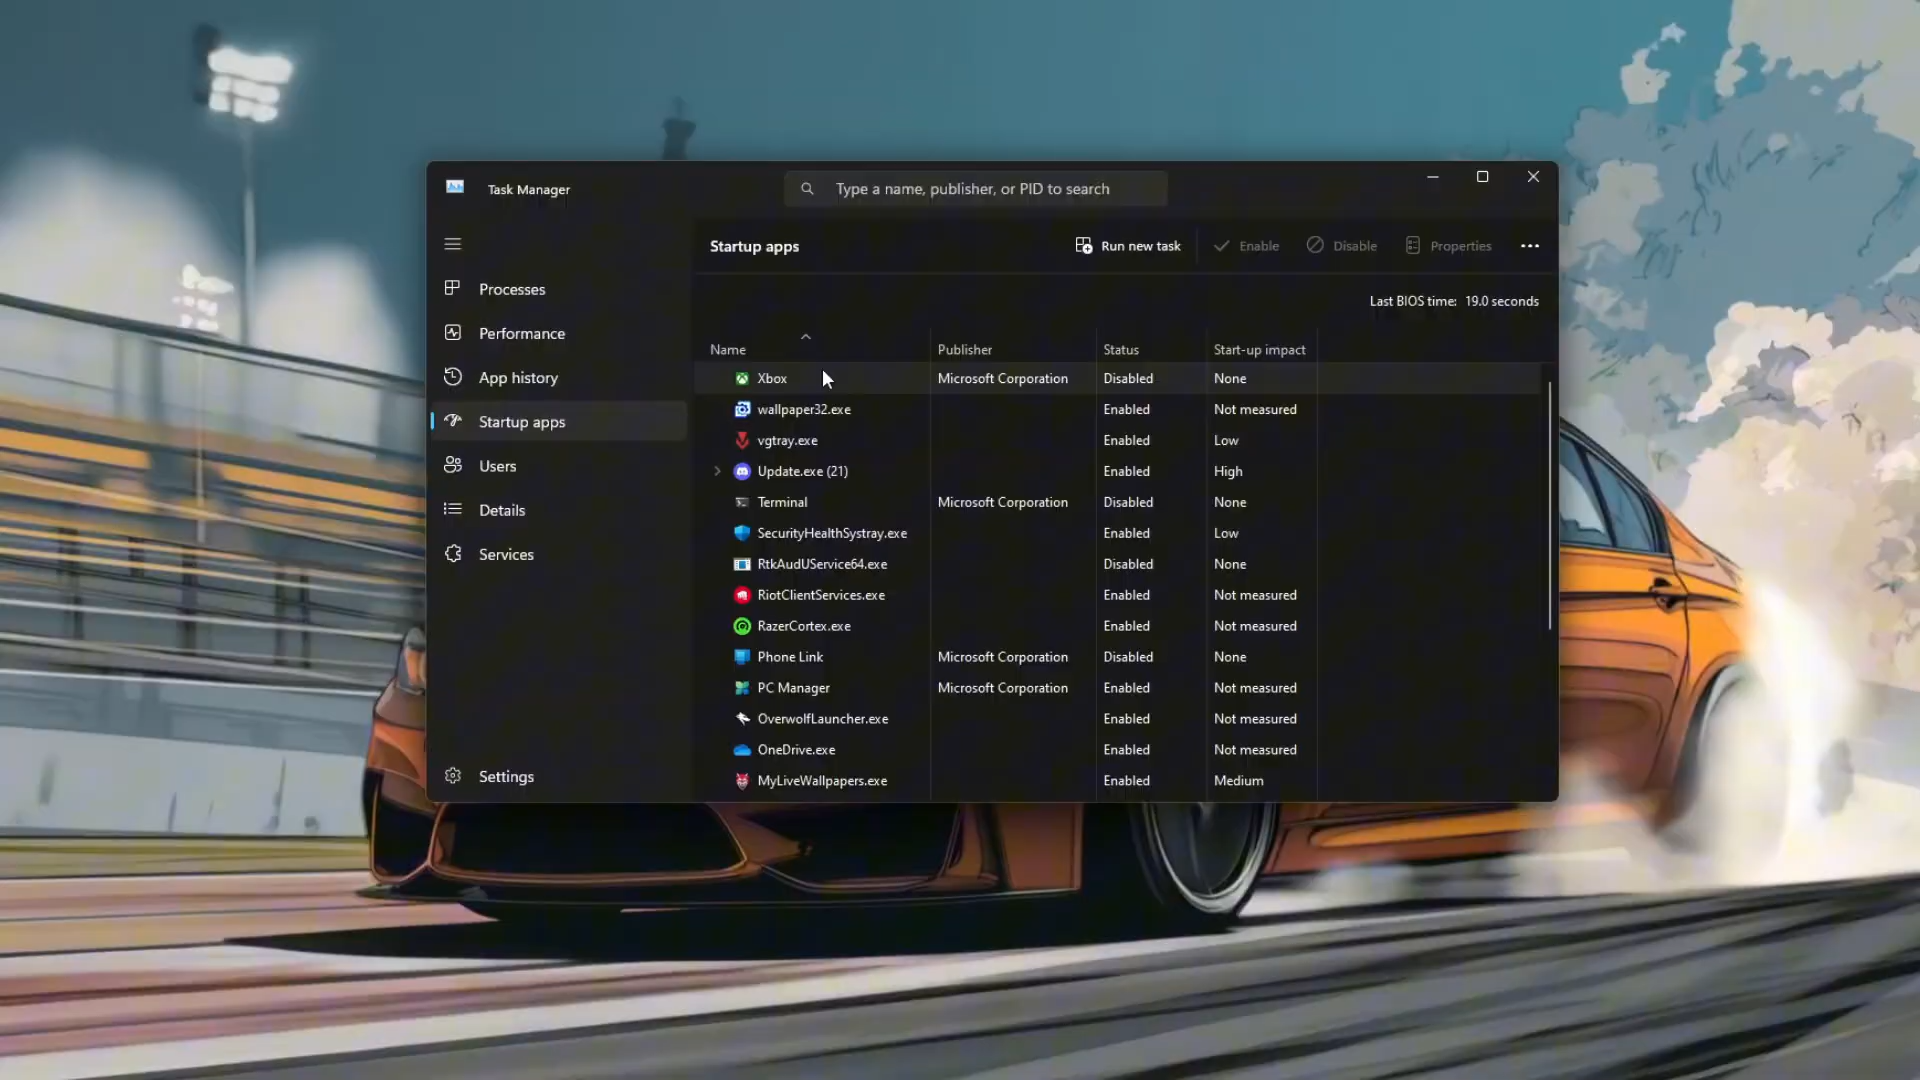 Task Manager
Type a name, publisher, or PID to search
Startup apps
Run new task
Enable
Disable
Properties
Processes
Performance
App history
Startup apps
Users
Details
Services
Settings
Last BIOS time: 19.0 seconds
Name Publisher Status Start-up impact
Xbox Microsoft Corporation Disabled None
wallpaper32.exe Enabled Not measured
vgtray.exe Enabled Low
Update.exe (21) Enabled High
Terminal Microsoft Corporation Disabled None
SecurityHealthSystray.exe Enabled Low
RtkAudUService64.exe Disabled None
RiotClientServices.exe Enabled Not measured
RazerCortex.exe Enabled Not measured
Phone Link Microsoft Corporation Disabled None
PC Manager Microsoft Corporation Enabled Not measured
OverwolfLauncher.exe Enabled Not measured
OneDrive.exe Enabled Not measured
MyLiveWallpapers.exe Enabled Medium